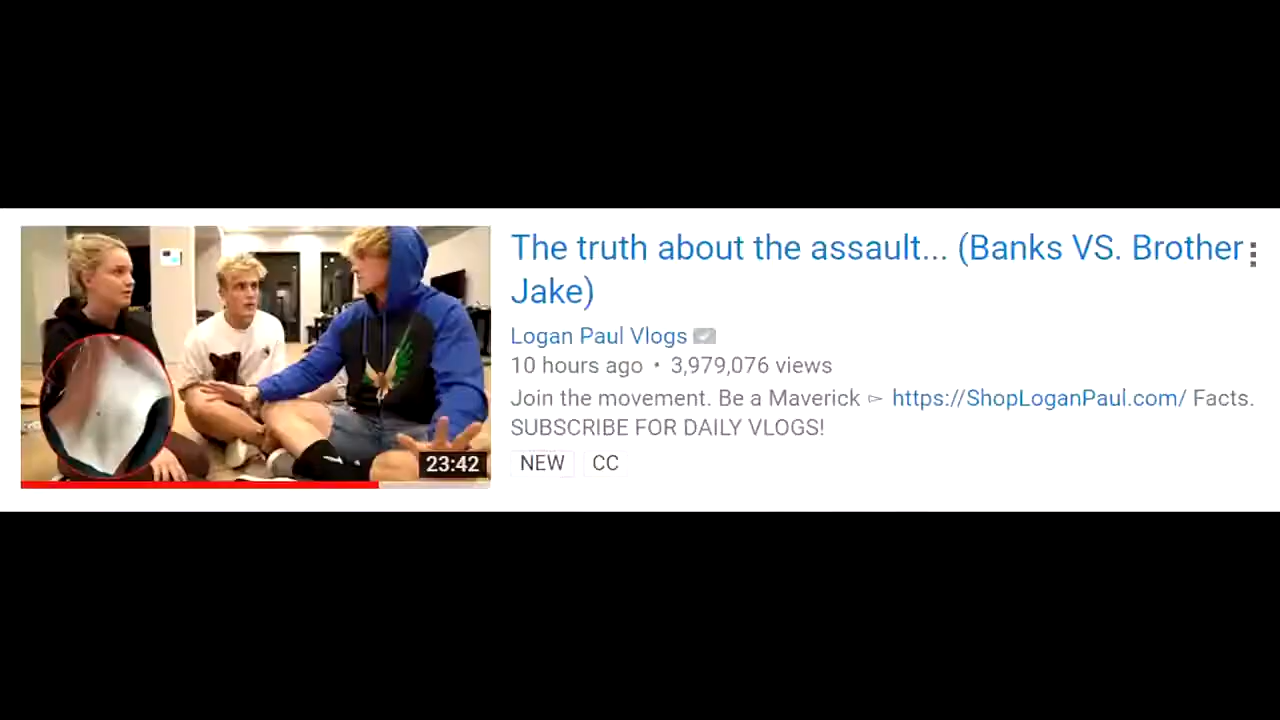 The truth about the assault... (Banks VS. Brother
Jake)
Logan Paul Vlogs
10 hours ago • 3,979,076 views
Join the movement. Be a Maverick ▻ https://ShopLoganPaul.com/ Facts.
SUBSCRIBE FOR DAILY VLOGS!
23:42
NEW CC